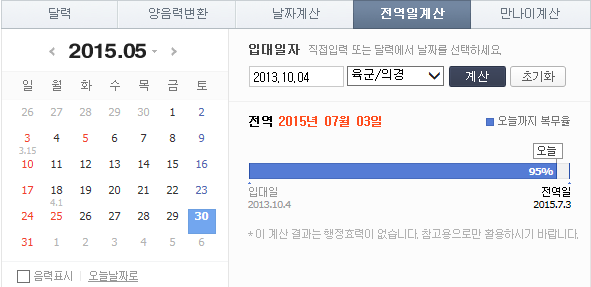 달력 양음력변환 날짜계산 전역일계산 만나이계산
< 2015.05 >
일 월 화 수 목 금 토
26 27 28 29 30 1 2
3 4 5 6 7 8 9
3.15
10 11 12 13 14 15 16
17 18 19 20 21 22 23
4.1
24 25 26 27 28 29 30
31 1 2 3 4 5 6
음력표시 오늘날짜로
입대일자 직접입력 또는 달력에서 날짜를 선택하세요.
2013.10.04 육군/의경 계산 초기화
전역 2015년 07월 03일 오늘까지 복무율
오늘
95%
입대일 전역일
2013.10.4 2015.7.3
* 이 계산 결과는 행정효력이 없습니다. 참고용으로만 활용하시기 바랍니다.